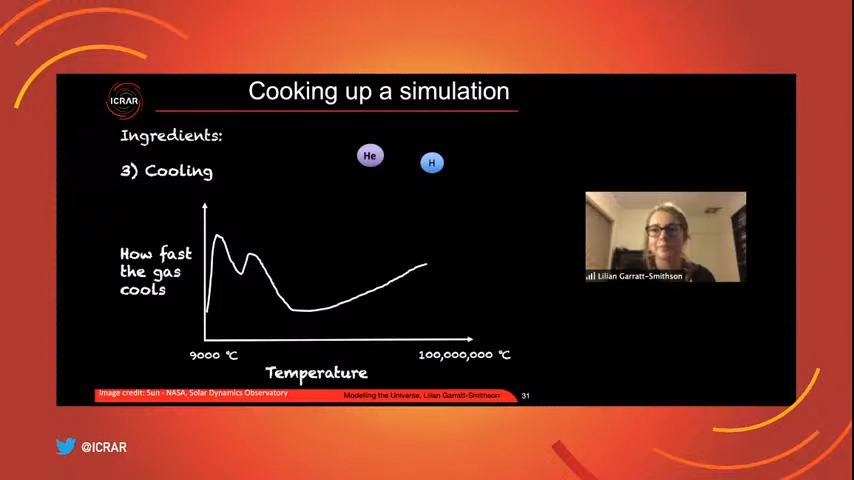 ICRAR
Cooking up a simulation
Ingredients:
3) Cooling
He
H
How fast
the gas
cools
9000 °C
100,000,000 °C
Temperature
Image credit: Sun - NASA, Solar Dynamics Observatory
Modelling the Universe, Lilian Garratt-Smithson
31
Lilian Garratt-Smithson
@ICRAR